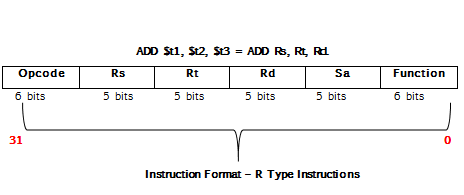 ADD $t1, $t2, $t3 = ADD Rs, Rt, Rd
Opcode Rs Rt Rd Sa Function
6 bits 5 bits 5 bits 5 bits 5 bits 6 bits
31 0
Instruction Format – R Type Instructions